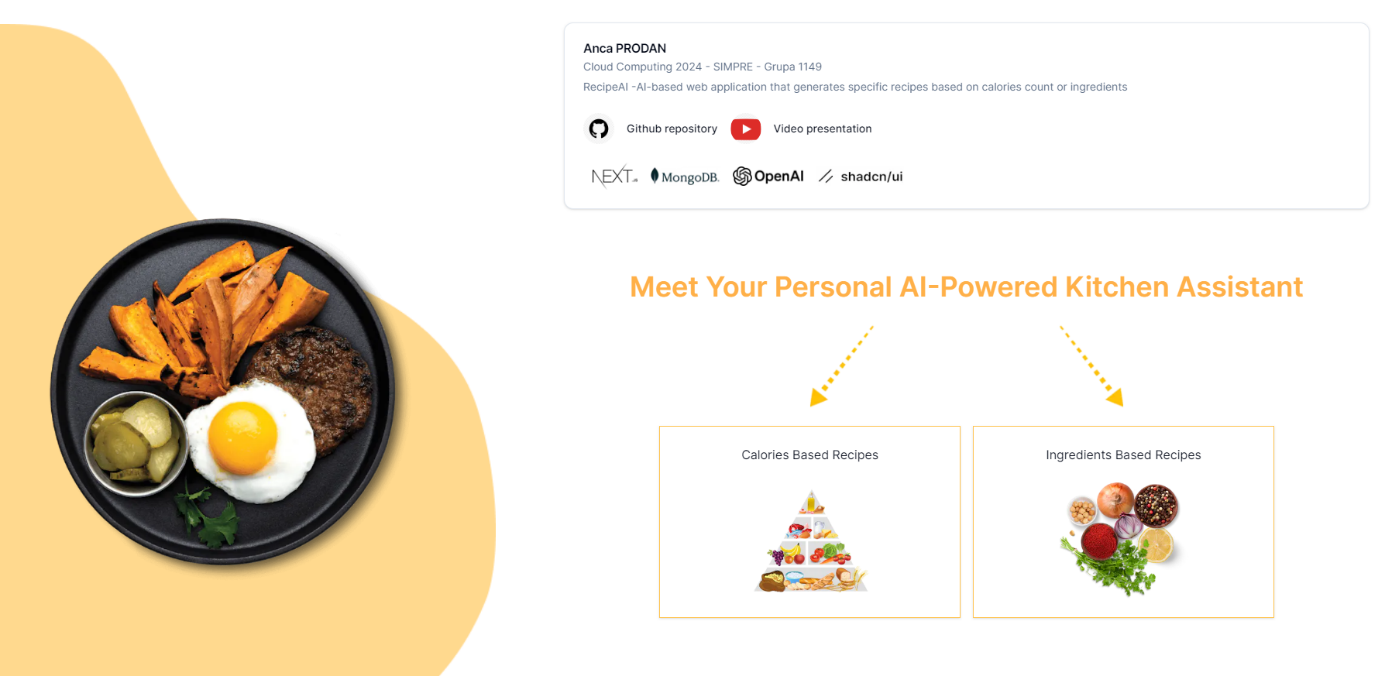 Anca PRODAN
Cloud Computing 2024 - SIMPRE - Grupa 1149
RecipeAI -AI-based web application that generates specific recipes based on calories count or ingredients
Github repository Video presentation
NEXT.JS MongoDB. OpenAI shadcn/ui
Meet Your Personal AI-Powered Kitchen Assistant
Calories Based Recipes Ingredients Based Recipes